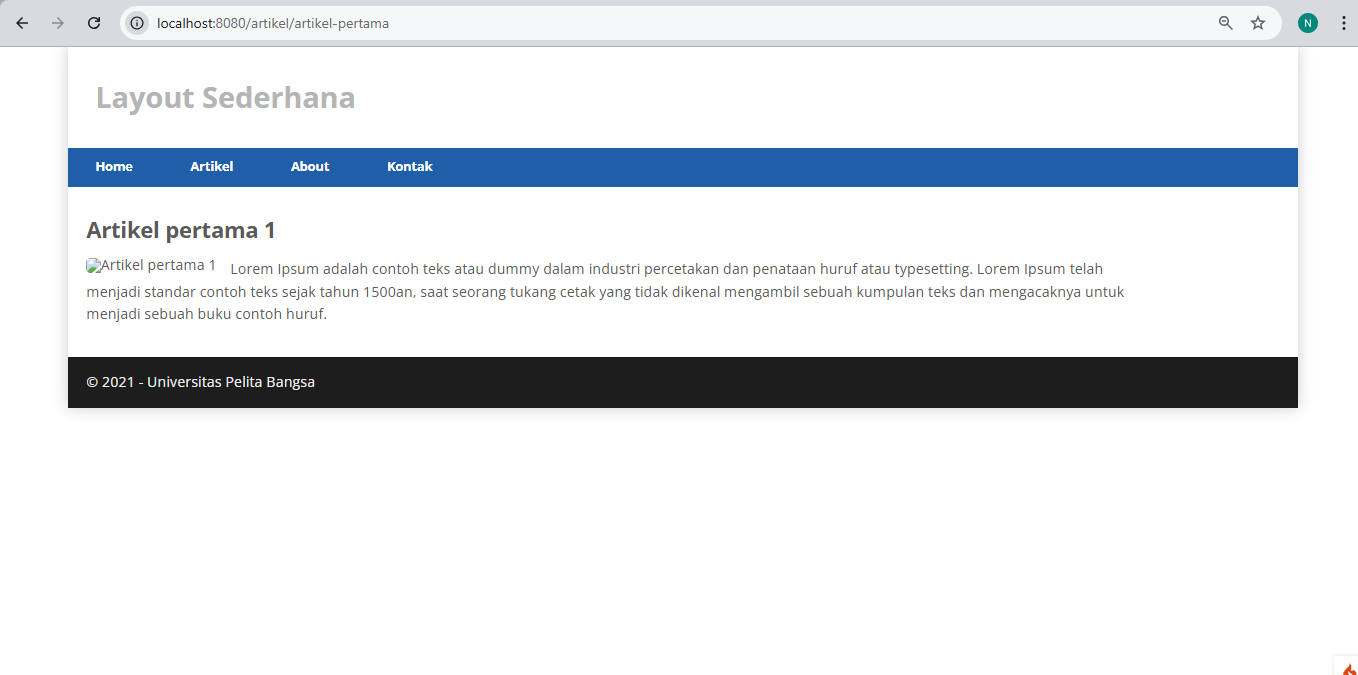 localhost:8080/artikel/artikel-pertama
N
Layout Sederhana
Home Artikel About Kontak
Artikel pertama 1
Artikel pertama 1 Lorem Ipsum adalah contoh teks atau dummy dalam industri percetakan dan penataan huruf atau typesetting. Lorem Ipsum telah
menjadi standar contoh teks sejak tahun 1500an, saat seorang tukang cetak yang tidak dikenal mengambil sebuah kumpulan teks dan mengacaknya untuk
menjadi sebuah buku contoh huruf.
© 2021 - Universitas Pelita Bangsa